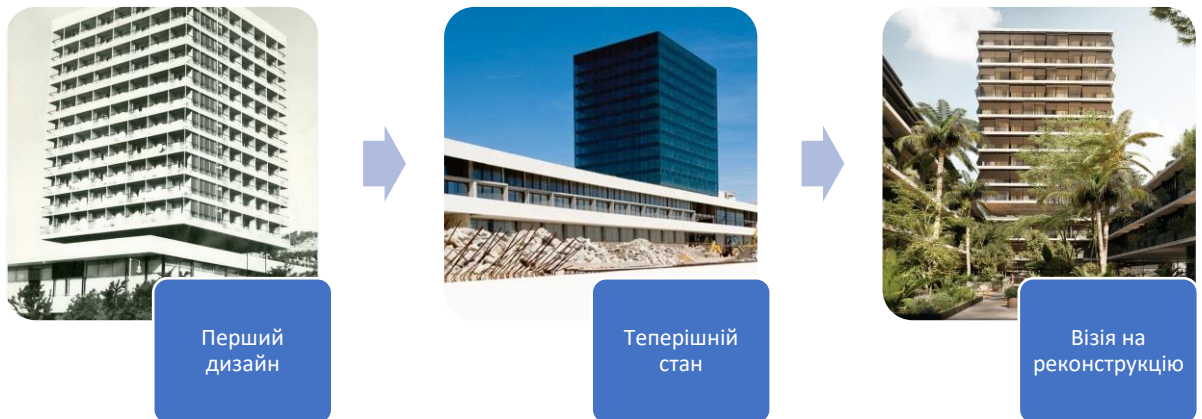 Перший
дизайн
Теперішній
стан
Візія на
реконструкцію